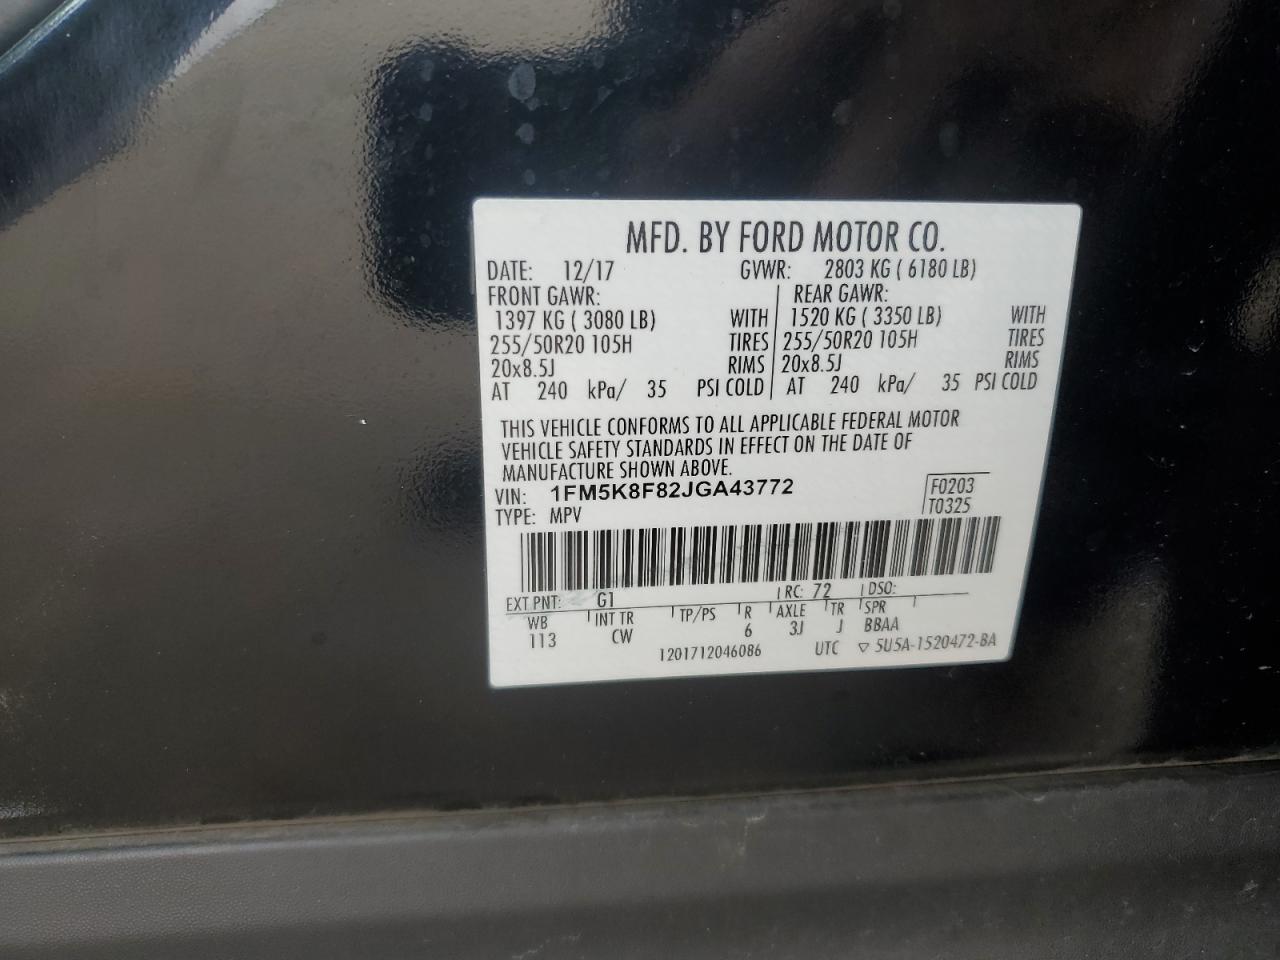 MFD. BY FORD MOTOR CO.
DATE: 12/17 GVWR: 2803 KG ( 6180 LB)
FRONT GAWR: REAR GAWR:
1397 KG ( 3080 LB) WITH 1520 KG ( 3350 LB) WITH
255/50R20 105H TIRES 255/50R20 105H TIRES
20x8.5J RIMS 20x8.5J RIMS
AT 240 kPa/ 35 PSI COLD AT 240 kPa/ 35 PSI COLD
THIS VEHICLE CONFORMS TO ALL APPLICABLE FEDERAL MOTOR
VEHICLE SAFETY STANDARDS IN EFFECT ON THE DATE OF
MANUFACTURE SHOWN ABOVE.
VIN: 1FM5K8F82JGA43772 F0203
TYPE: MPV T0325
EXT PNT: G1 RC: 72 DSO:
WB INT TR TP/PS R AXLE TR SPR
113 CW 6 3J J BBAA
1201712046086 UTC ▽ 5U5A-1520472-BA